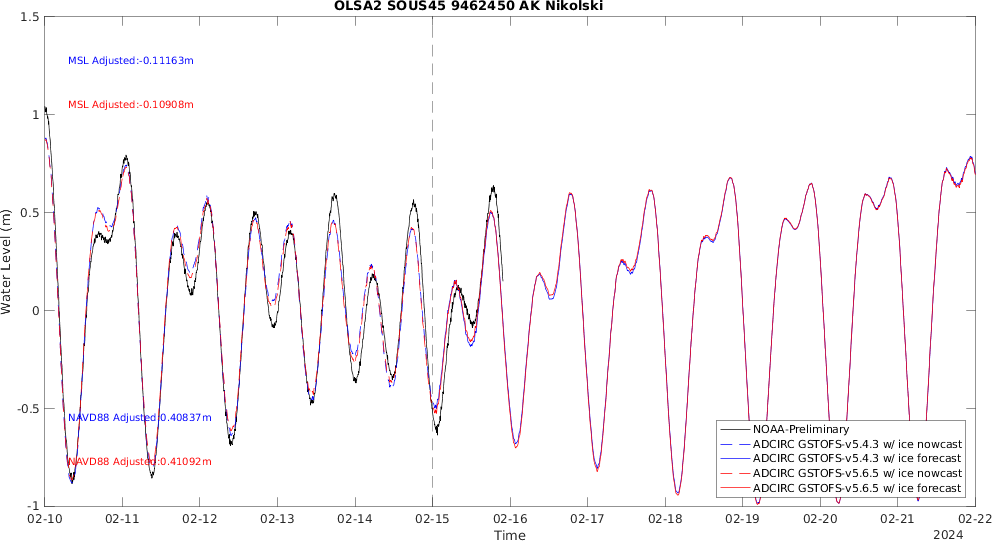 OLSA2 SOUS45 9462450 AK Nikolski
1.5
1
0.5
0
-0.5
-1
Water Level (m)
MSL Adjusted:-0.11163m
MSL Adjusted:-0.10908m
NAVD88 Adjusted:0.40837m
NAVD88 Adjusted:0.41092m
NOAA-Preliminary
ADCIRC GSTOFS-v5.4.3 w/ ice nowcast
ADCIRC GSTOFS-v5.4.3 w/ ice forecast
ADCIRC GSTOFS-v5.6.5 w/ ice nowcast
ADCIRC GSTOFS-v5.6.5 w/ ice forecast
02-10 02-11 02-12 02-13 02-14 02-15 02-16 02-17 02-18 02-19 02-20 02-21 02-22
Time
2024